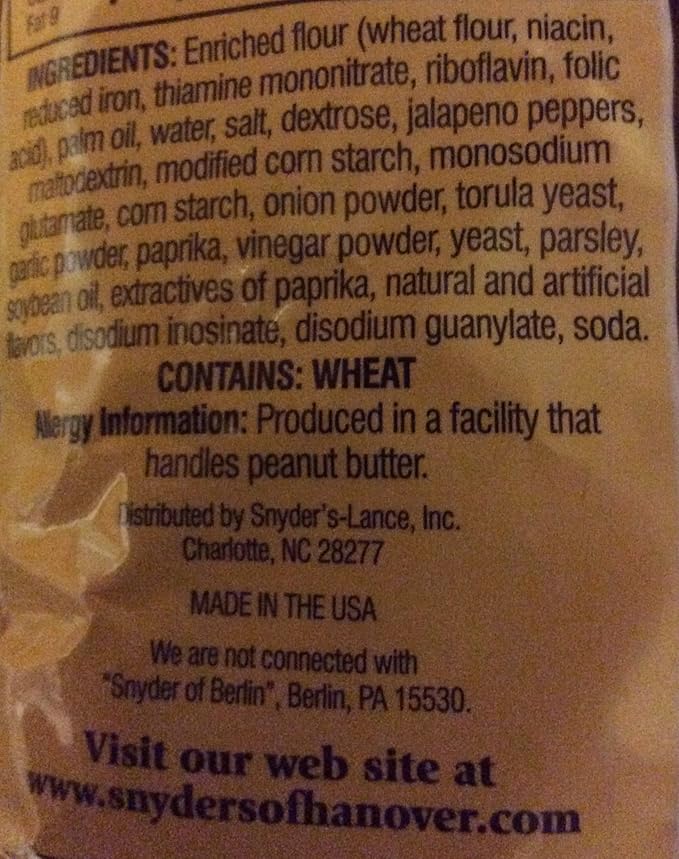 Fat 9
INGREDIENTS: Enriched flour (wheat flour, niacin,
reduced iron, thiamine mononitrate, riboflavin, folic
acid), palm oil, water, salt, dextrose, jalapeno peppers,
maltodextrin, modified corn starch, monosodium
glutamate, corn starch, onion powder, torula yeast,
garlic powder, paprika, vinegar powder, yeast, parsley,
soybean oil, extractives of paprika, natural and artificial
flavors, disodium inosinate, disodium guanylate, soda.
CONTAINS: WHEAT
Allergy Information: Produced in a facility that
handles peanut butter.
Distributed by Snyder's-Lance, Inc.
Charlotte, NC 28277
MADE IN THE USA
We are not connected with
"Snyder of Berlin", Berlin, PA 15530.
Visit our web site at
www.snydersofhanover.com